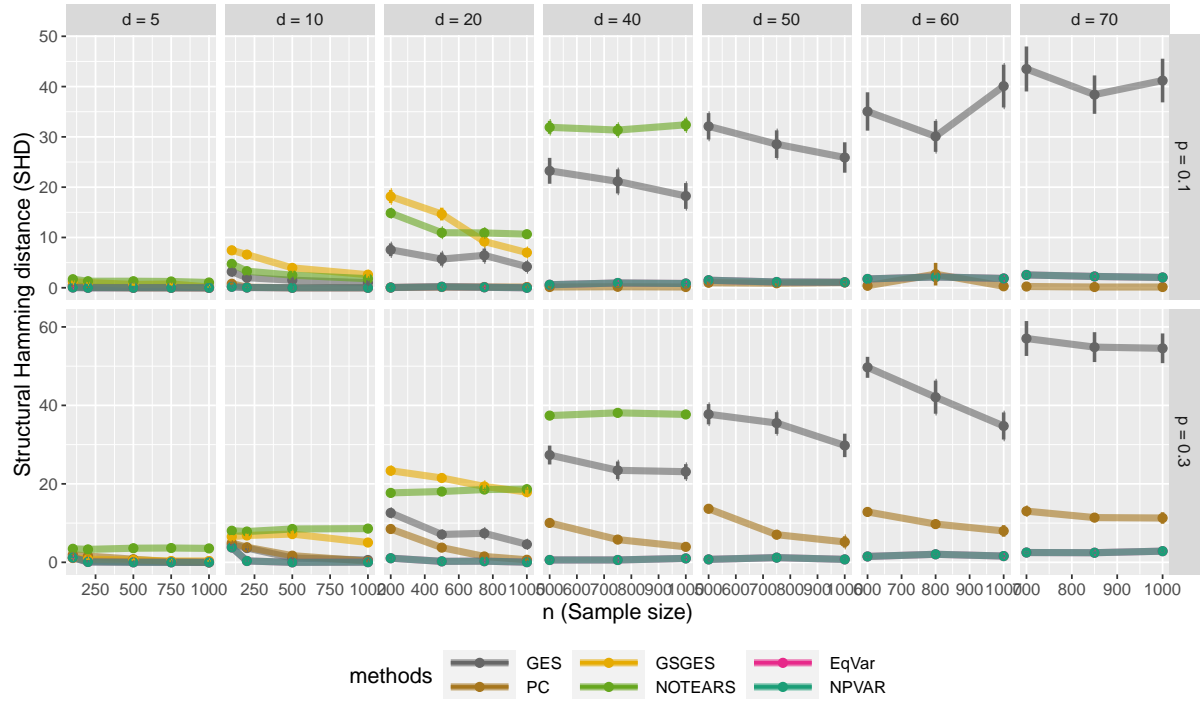 d = 5 d = 10 d = 20 d = 40 d = 50 d = 60 d = 70
50
40
30
20
10
0
p = 0.1
60
40
20
0
p = 0.3
Structural Hamming distance (SHD)
250 500 750 1000 250 500 750 1000 200 400 600 800 1000 500 600 700 800 900 1000 500 600 700 800 900 1000 600 700 800 900 1000 700 800 900 1000
n (Sample size)
methods GES GSGES EqVar
PC NOTEARS NPVAR